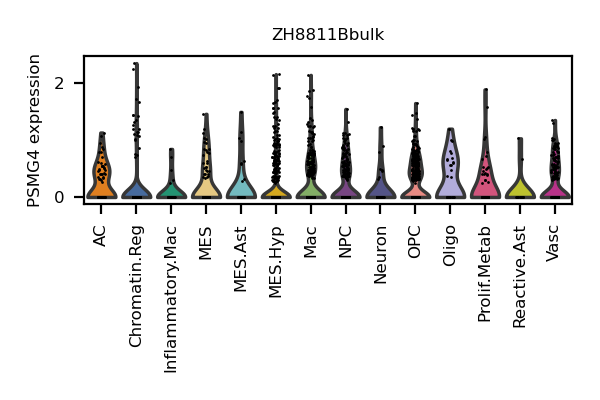 ZH8811Bbulk
PSMG4 expression
2
0
AC
Chromatin.Reg
Inflammatory.Mac
MES
MES.Ast
MES.Hyp
Mac
NPC
Neuron
OPC
Oligo
Prolif.Metab
Reactive.Ast
Vasc